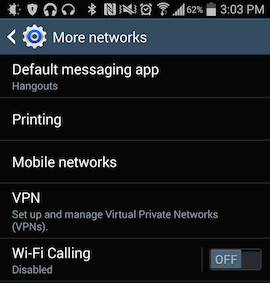 62% 3:03 PM
More networks
Default messaging app
Hangouts
Printing
Mobile networks
VPN
Set up and manage Virtual Private Networks
(VPNs).
Wi-Fi Calling
Disabled
OFF